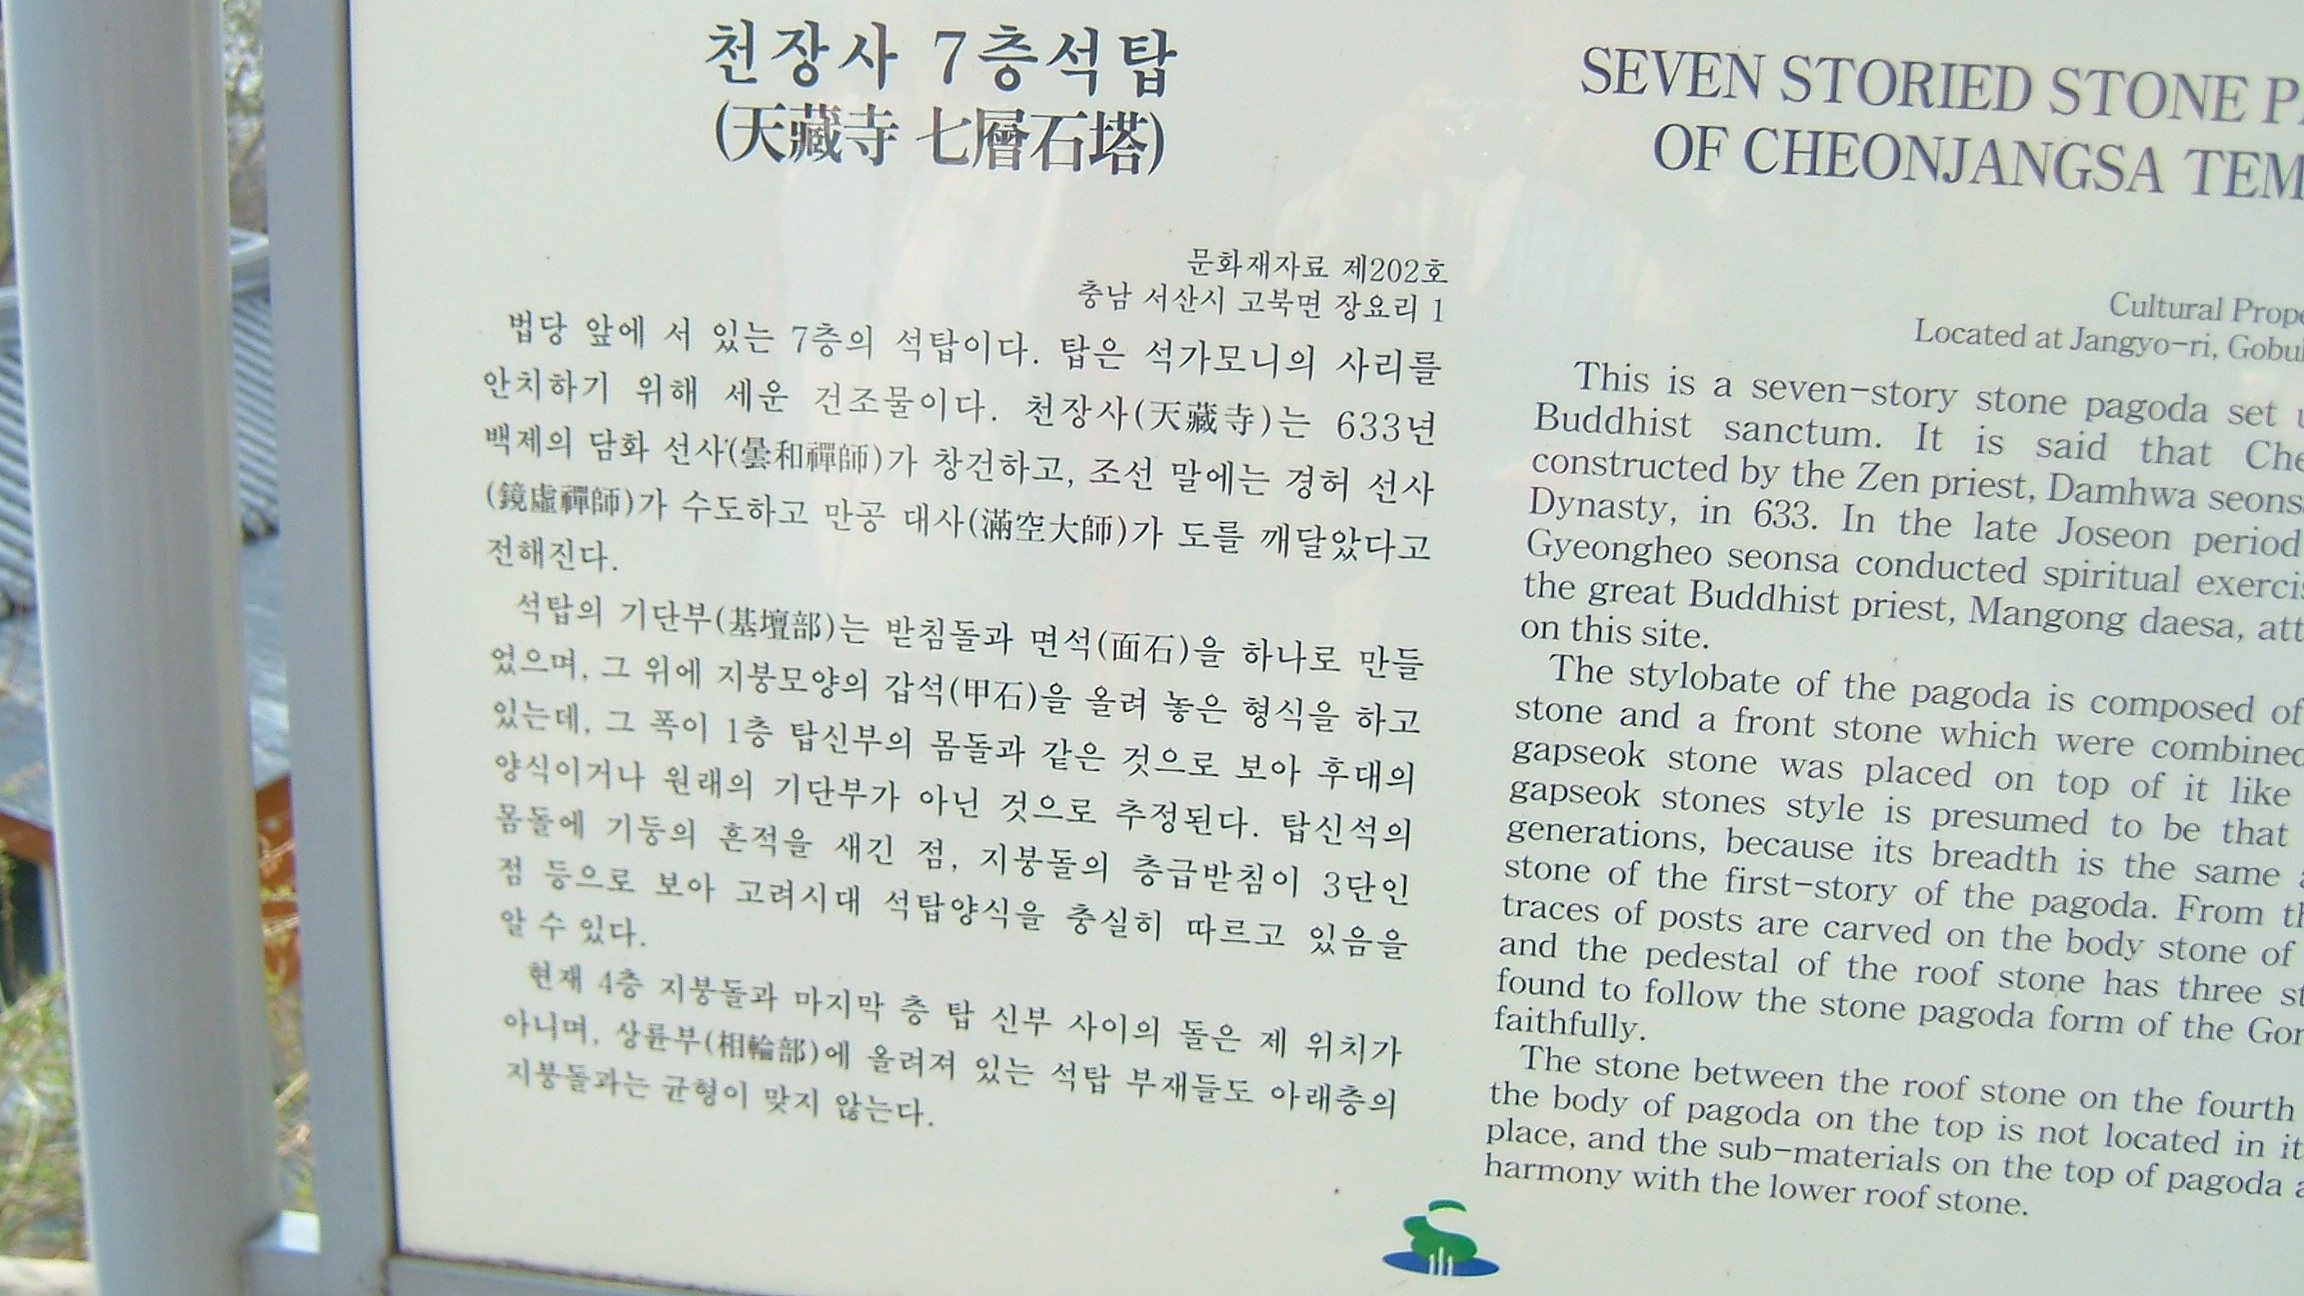 천장사 7층석탑
(天藏寺 七層石塔)
문화재자료 제202호
충남 서산시 고북면 장요리 1
법당 앞에 서 있는 7층의 석탑이다. 탑은 석가모니의 사리를
안치하기 위해 세운 건조물이다. 천장사(天藏寺)는 633년
백제의 담화 선사(曇和禪師)가 창건하고, 조선 말에는 경허 선사
(鏡虛禪師)가 수도하고 만공 대사(滿空大師)가 도를 깨달았다고
전해진다.
석탑의 기단부(基壇部)는 받침돌과 면석(面石)을 하나로 만들
었으며, 그 위에 지붕모양의 갑석(甲石)을 올려 놓은 형식을 하고
있는데, 그 폭이 1층 탑신부의 몸돌과 같은 것으로 보아 후대의
양식이거나 원래의 기단부가 아닌 것으로 추정된다. 탑신석의
몸돌에 기둥의 흔적을 새긴 점, 지붕돌의 층급받침이 3단인
점 등으로 보아 고려시대 석탑양식을 충실히 따르고 있음을
알 수 있다.
현재 4층 지붕돌과 마지막 층 탑 신부 사이의 돌은 제 위치가
아니며, 상륜부(相輪部)에 올려져 있는 석탑 부재들도 아래층의
지붕돌과는 균형이 맞지 않는다.
SEVEN STORIED STONE P
OF CHEONJANGSA TEM
Cultural Prope
Located at Jangyo-ri, Gobu
This is a seven-story stone pagoda set
Buddhist sanctum. It is said that Che
constructed by the Zen priest, Damhwa seons
Dynasty, in 633. In the late Joseon period
Gyeongheo seonsa conducted spiritual exerci
the great Buddhist priest, Mangong daesa, att
on this site.
The stylobate of the pagoda is composed of
stone and a front stone which were combined
gapseok stone was placed on top of it like
gapseok stones style is presumed to be that
generations, because its breadth is the same
stone of the first-story of the pagoda. From th
traces of posts are carved on the body stone of
and the pedestal of the roof stone has three st
found to follow the stone pagoda form of the Gor
faithfully.
The stone between the roof stone on the fourth
the body of pagoda on the top is not located in it
place, and the sub-materials on the top of pagoda
harmony with the lower roof stone.